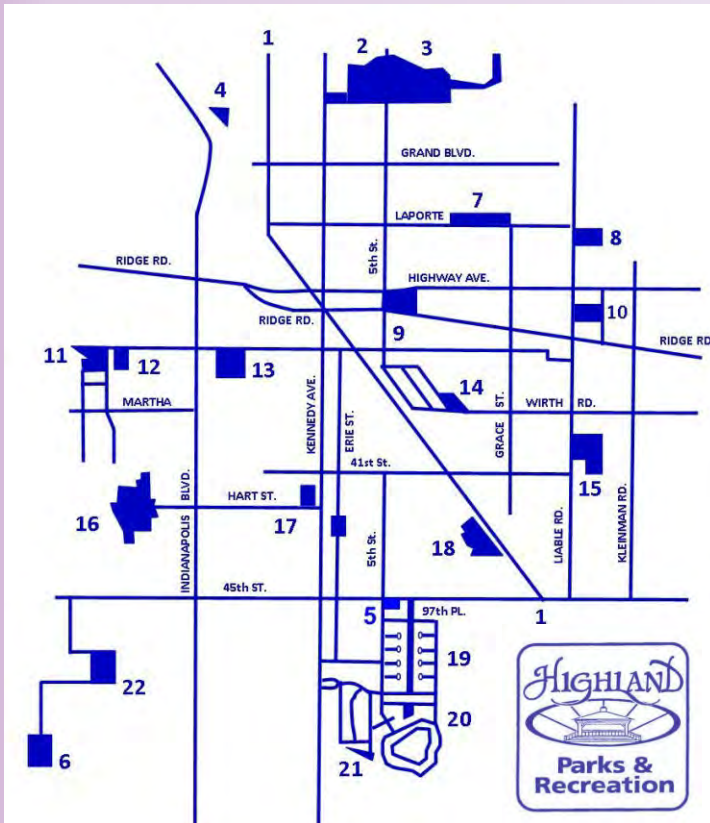 1
2
3
4
GRAND BLVD.
7
LAPORTE
8
5th St.
RIDGE RD.
HIGHWAY AVE.
10
RIDGE RD.
9
RIDGE RD
11
12
13
14
MARTHA
KENNEDY AVE.
ERIE ST.
GRACE ST.
WIRTH RD.
41st St.
15
INDIANAPOLIS BLVD.
HART ST.
16
17
18
5th St.
LIABLE RD.
KLEINMAN RD.
45th ST.
5
97th PL.
1
19
22
20
21
6
HIGHLAND
Parks &
Recreation